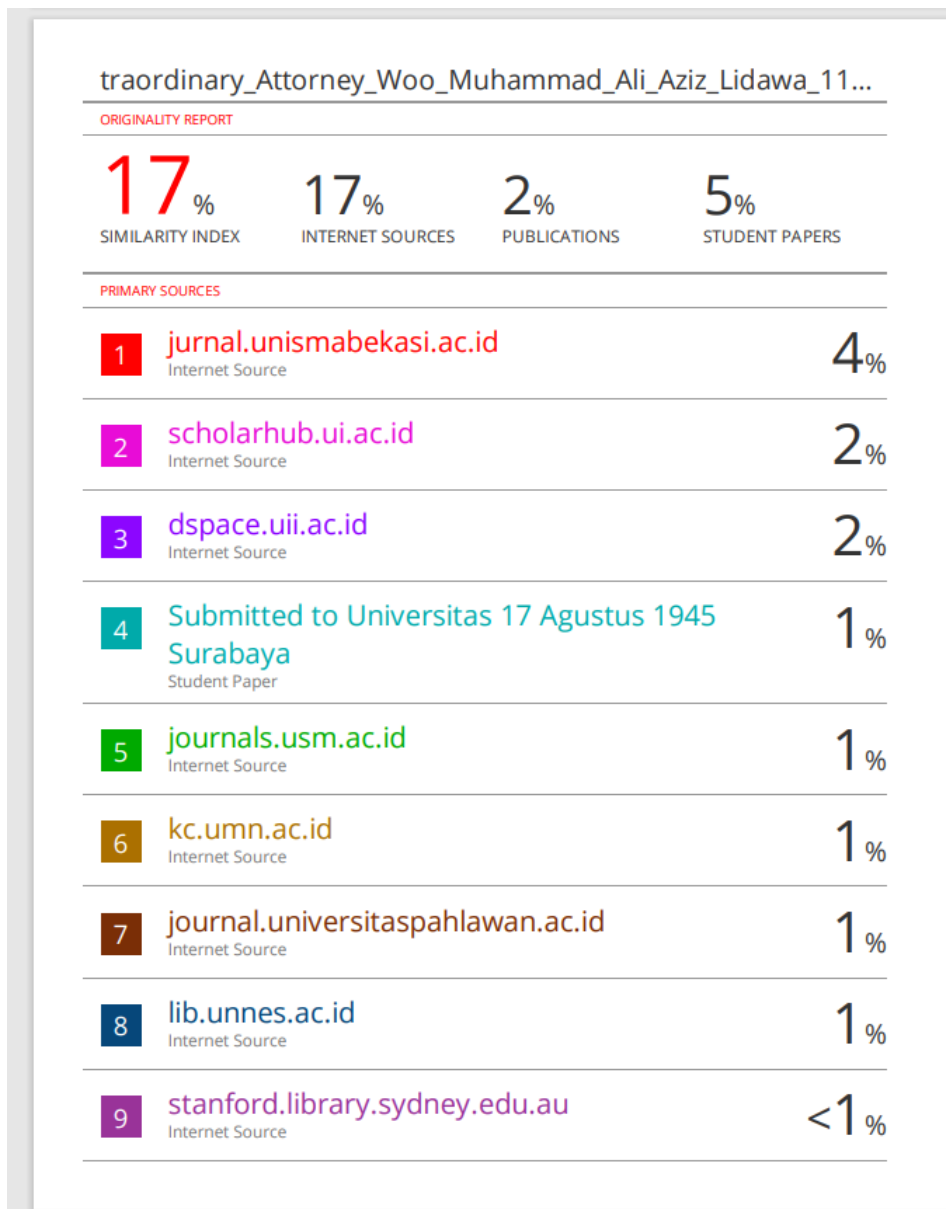 traordinary_Attorney_Woo_Muhammad_Ali_Aziz_Lidawa_11...
ORIGINALITY REPORT
17% 17% 2% 5%
SIMILARITY INDEX INTERNET SOURCES PUBLICATIONS STUDENT PAPERS
PRIMARY SOURCES
1 jurnal.unismabekasi.ac.id 4%
Internet Source
2 scholarhub.ui.ac.id 2%
Internet Source
3 dspace.uii.ac.id 2%
Internet Source
4 Submitted to Universitas 17 Agustus 1945 1%
Surabaya
Student Paper
5 journals.usm.ac.id 1%
Internet Source
6 kc.umn.ac.id 1%
Internet Source
7 journal.universitaspahlawan.ac.id 1%
Internet Source
8 lib.unnes.ac.id 1%
Internet Source
9 stanford.library.sydney.edu.au <1%
Internet Source